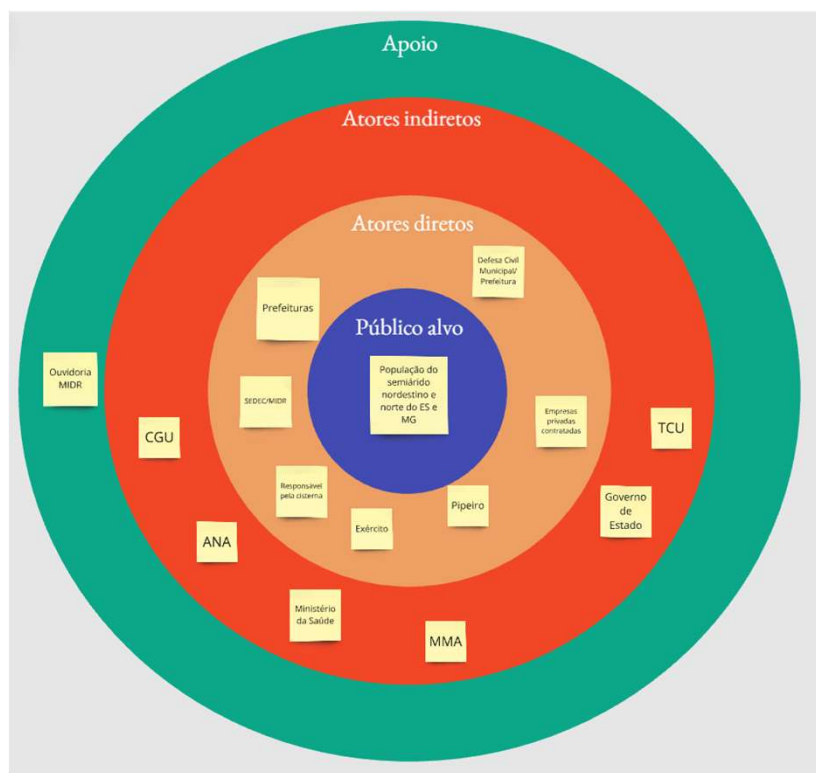 Apoio
Atores indiretos
Atores diretos
Defesa Civil
Municipal/
Prefeitura
Prefeituras
Público alvo
População do
semiárido
nordestino e
norte do ES e
MG
Ouvidoria
MIDR
SEDEC/MIDR
Empresas
privadas
contratadas
CGU
TCU
Responsável
pela cisterna
Pipeiro
Governo
de
Estado
Exército
ANA
Ministério
da Saúde
MMA